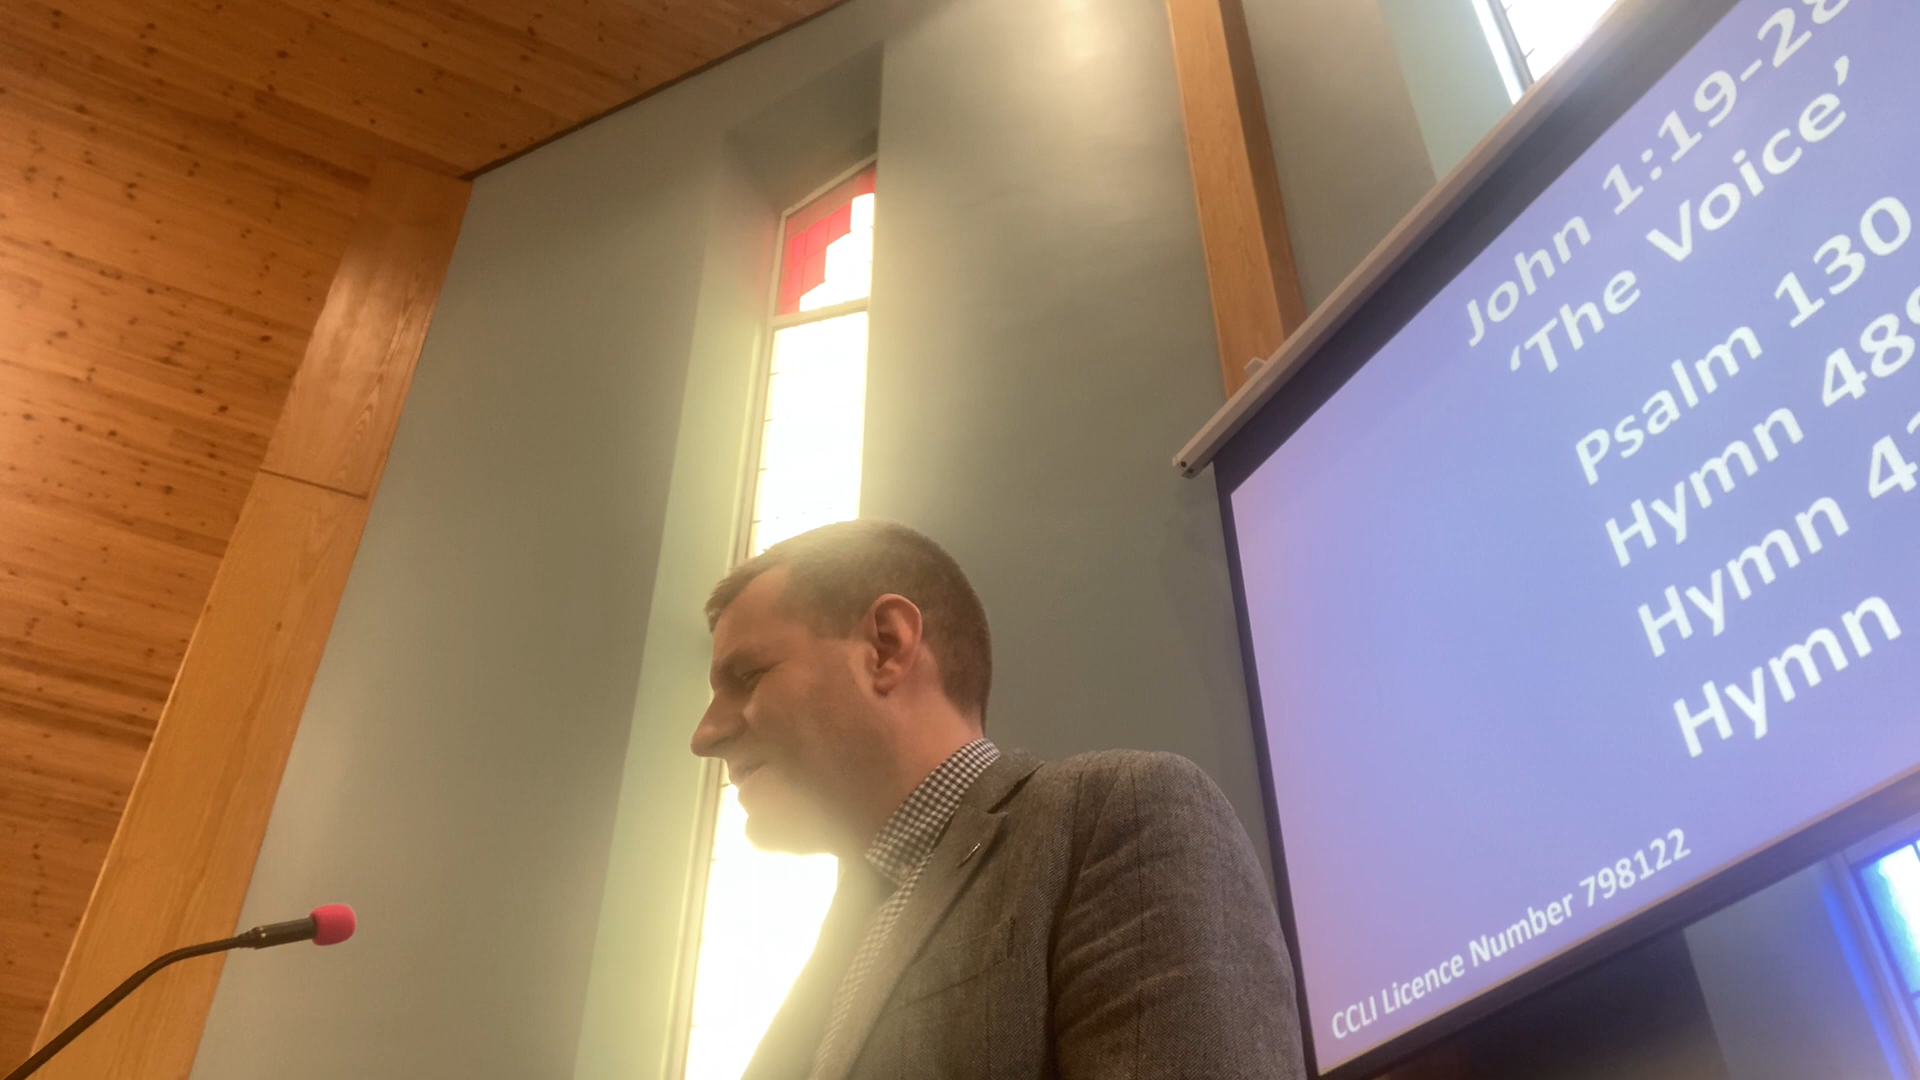 John 1:19-28
'The Voice'
Psalm 130
Hymn
Hymn
Hymn
CCLI Licence Number 798122